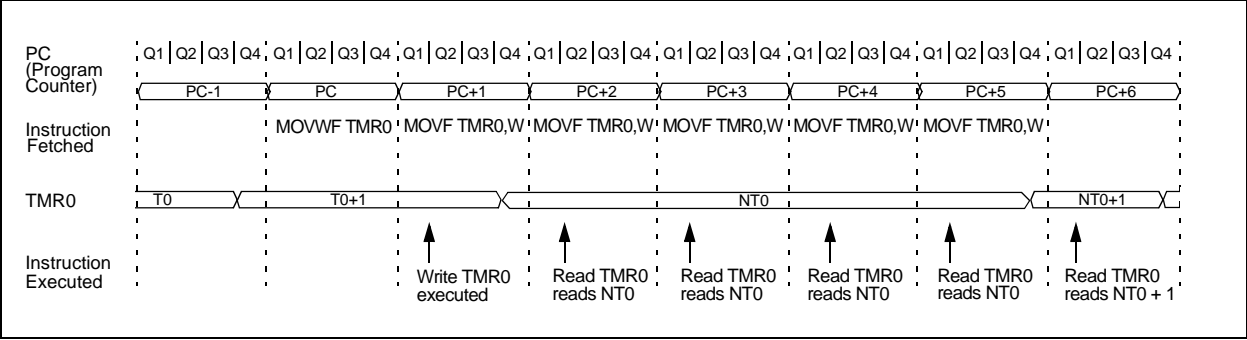 PC
(Program
Counter)
Q1 Q2 Q3 Q4 Q1 Q2 Q3 Q4 Q1 Q2 Q3 Q4 Q1 Q2 Q3 Q4 Q1 Q2 Q3 Q4 Q1 Q2 Q3 Q4 Q1 Q2 Q3 Q4 Q1 Q2 Q3 Q4
PC-1 PC PC+1 PC+2 PC+3 PC+4 PC+5 PC+6
Instruction
Fetched
MOVWF TMR0 MOVF TMR0,W MOVF TMR0,W MOVF TMR0,W MOVF TMR0,W MOVF TMR0,W
TMR0
T0 T0+1 NT0 NT0+1
Instruction
Executed
Write TMR0
executed
Read TMR0
reads NT0
Read TMR0
reads NT0
Read TMR0
reads NT0
Read TMR0
reads NT0
Read TMR0
reads NT0 + 1